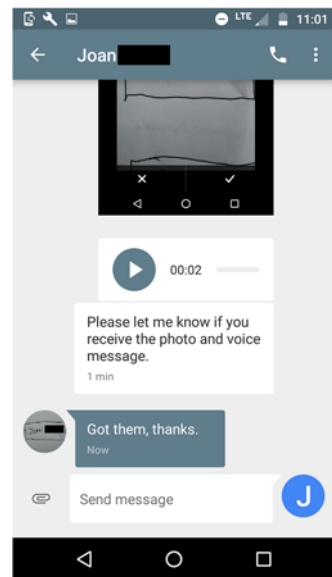 LTE 11:01
Joan
00:02
Please let me know if you
receive the photo and voice
message.
1 min
Got them, thanks.
Now
Send message
J